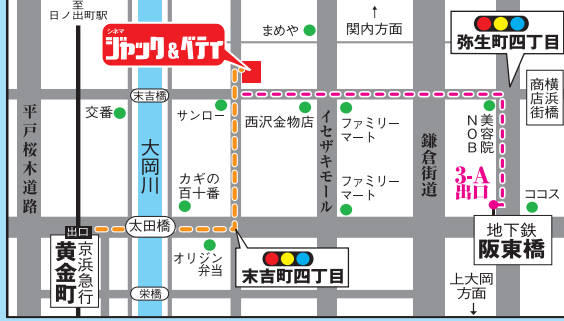 至
日ノ出町駅
シネマ
ジャック&ベティ
まめや
↑
関内方面
弥生町四丁目
平戸桜木道路
交番
末吉橋
サンロー
西沢金物店
イセザキモール
ファミリー
マート
鎌倉街道
美容院
NOB
横浜
商店街橋
大岡川
カギの
百十番
ファミリー
マート
3-A
出口
ココス
出口
太田橋
京浜急行
黄金町
オリジン
弁当
末吉町四丁目
地下鉄
阪東橋
栄橋
上大岡
方面
↓